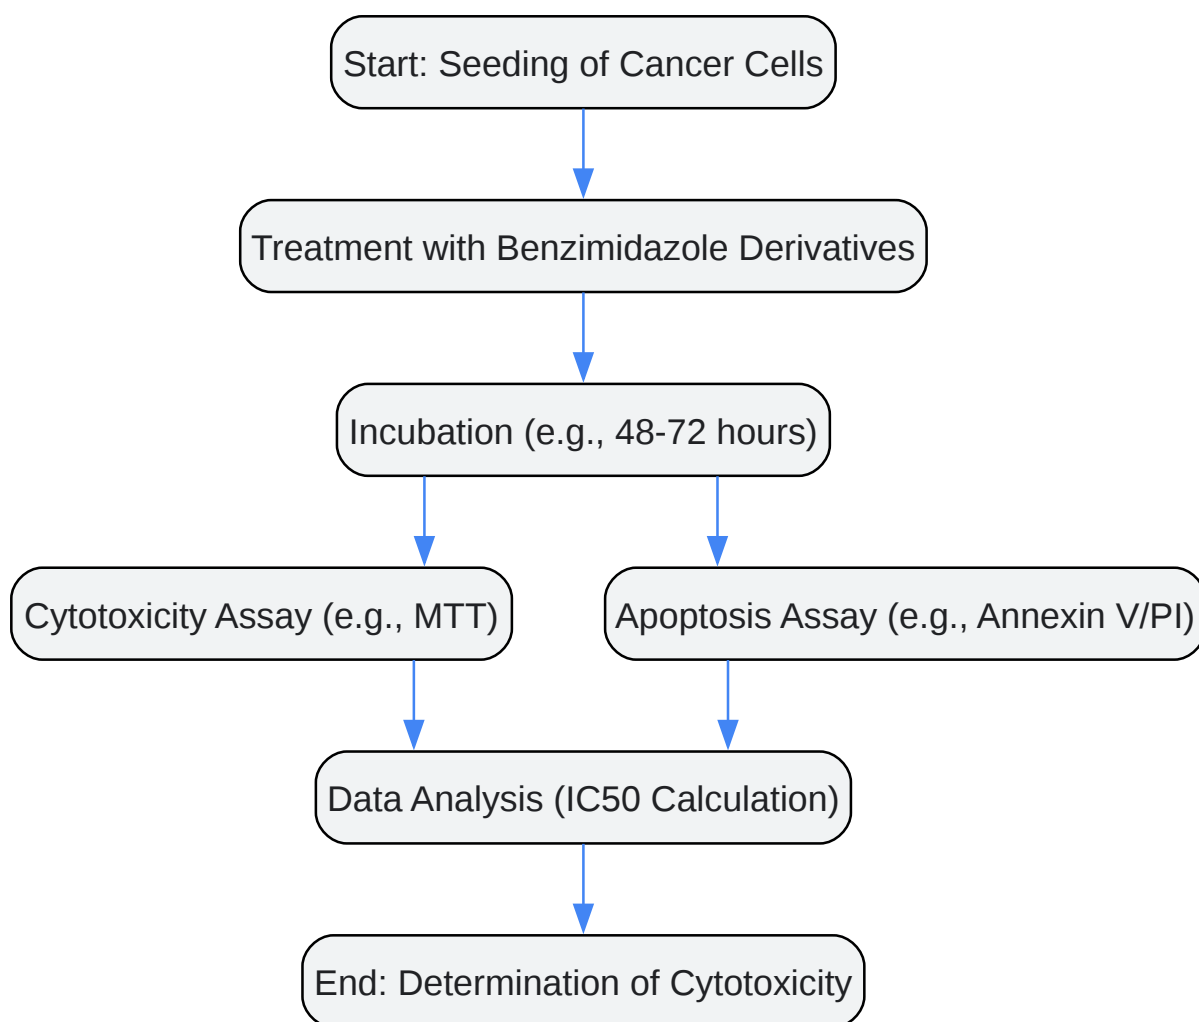 Start: Seeding of Cancer Cells
Treatment with Benzimidazole Derivatives
Incubation (e.g., 48-72 hours)
Cytotoxicity Assay (e.g., MTT)
Apoptosis Assay (e.g., Annexin V/PI)
Data Analysis (IC50 Calculation)
End: Determination of Cytotoxicity